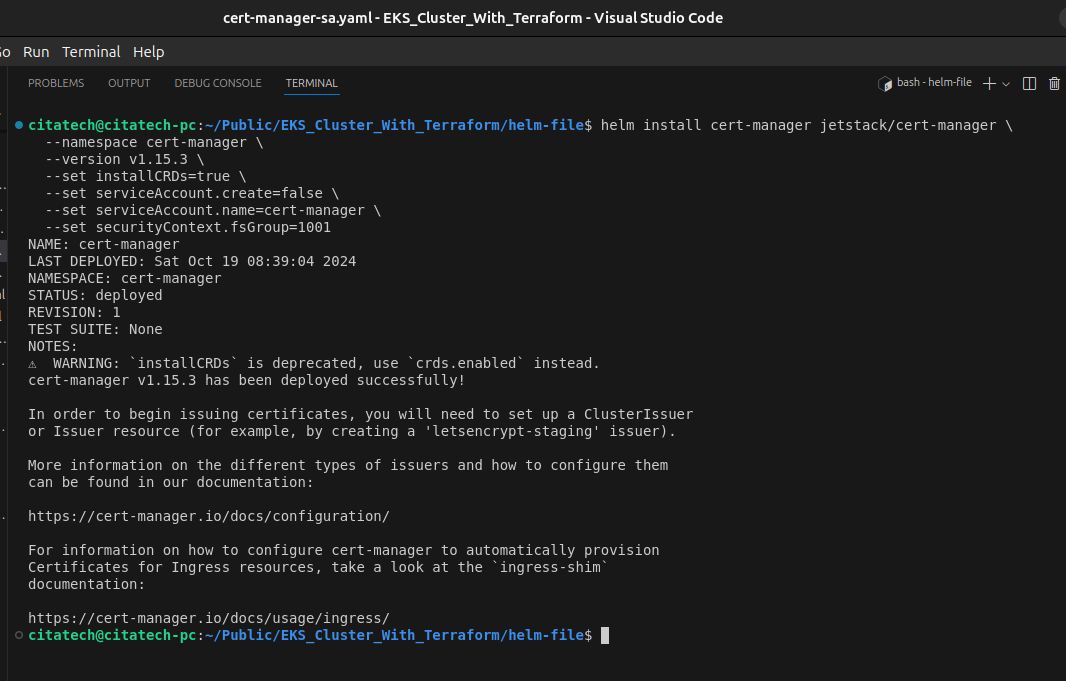 cert-manager-sa.yaml - EKS_Cluster_With_Terraform - Visual Studio Code
Run Terminal Help
PROBLEMS OUTPUT DEBUG CONSOLE TERMINAL bash - helm-file
citatech@citatech-pc:~/Public/EKS_Cluster_With_Terraform/helm-file$ helm install cert-manager jetstack/cert-manager \
--namespace cert-manager \
--version v1.15.3 \
--set installCRDs=true \
--set serviceAccount.create=false \
--set serviceAccount.name=cert-manager \
--set securityContext.fsGroup=1001
NAME: cert-manager
LAST DEPLOYED: Sat Oct 19 08:39:04 2024
NAMESPACE: cert-manager
STATUS: deployed
REVISION: 1
TEST SUITE: None
NOTES:
⚠ WARNING: `installCRDs` is deprecated, use `crds.enabled` instead.
cert-manager v1.15.3 has been deployed successfully!
In order to begin issuing certificates, you will need to set up a ClusterIssuer
or Issuer resource (for example, by creating a 'letsencrypt-staging' issuer).
More information on the different types of issuers and how to configure them
can be found in our documentation:
https://cert-manager.io/docs/configuration/
For information on how to configure cert-manager to automatically provision
Certificates for Ingress resources, take a look at the `ingress-shim`
documentation:
https://cert-manager.io/docs/usage/ingress/
citatech@citatech-pc:~/Public/EKS_Cluster_With_Terraform/helm-file$